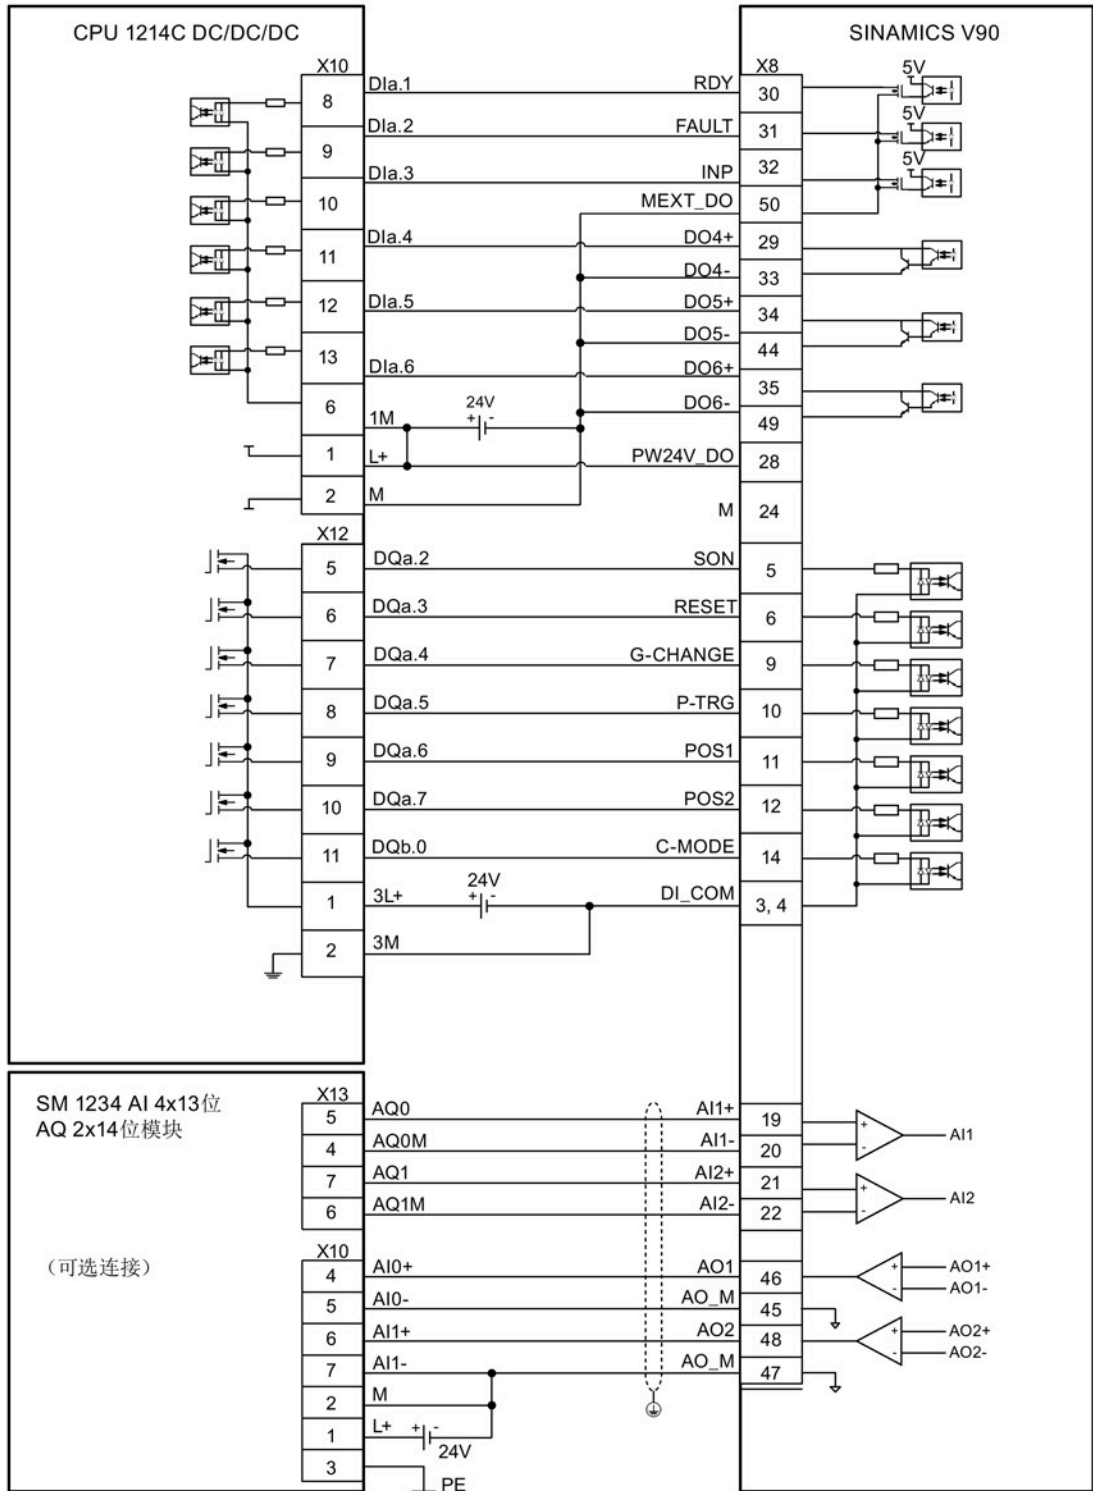 CPU 1214C DC/DC/DC
SINAMICS V90
X10
X8
5V
8
DIa.1
RDY
30
DIa.2
FAULT
31
5V
9
DIa.3
INP
32
5V
10
MEXT_DO
50
DIa.4
DO4+
29
11
DO4-
33
12
DIa.5
DO5+
34
DO5-
44
13
DIa.6
DO6+
35
6
24V
DO6-
49
1M
+ -
1
L+
PW24V_DO
28
2
M
M
24
X12
5
DQa.2
SON
5
6
DQa.3
RESET
6
7
DQa.4
G-CHANGE
9
8
DQa.5
P-TRG
10
9
DQa.6
POS1
11
10
DQa.7
POS2
12
11
DQb.0
C-MODE
14
24V
1
3L+
+ -
DI_COM
3, 4
2
3M
SM 1234 AI 4x13位
AQ 2x14位模块
（可选连接）
X13
5
AQ0
AI1+
19
+
-
AI1
4
AQ0M
AI1-
20
7
AQ1
AI2+
21
+
-
AI2
6
AQ1M
AI2-
22
X10
4
AI0+
AO1
46
+
-
AO1+
AO1-
5
AI0-
AO_M
45
6
AI1+
AO2
48
+
-
AO2+
AO2-
7
AI1-
AO_M
47
2
M
1
L+
+ -
24V
3
PE